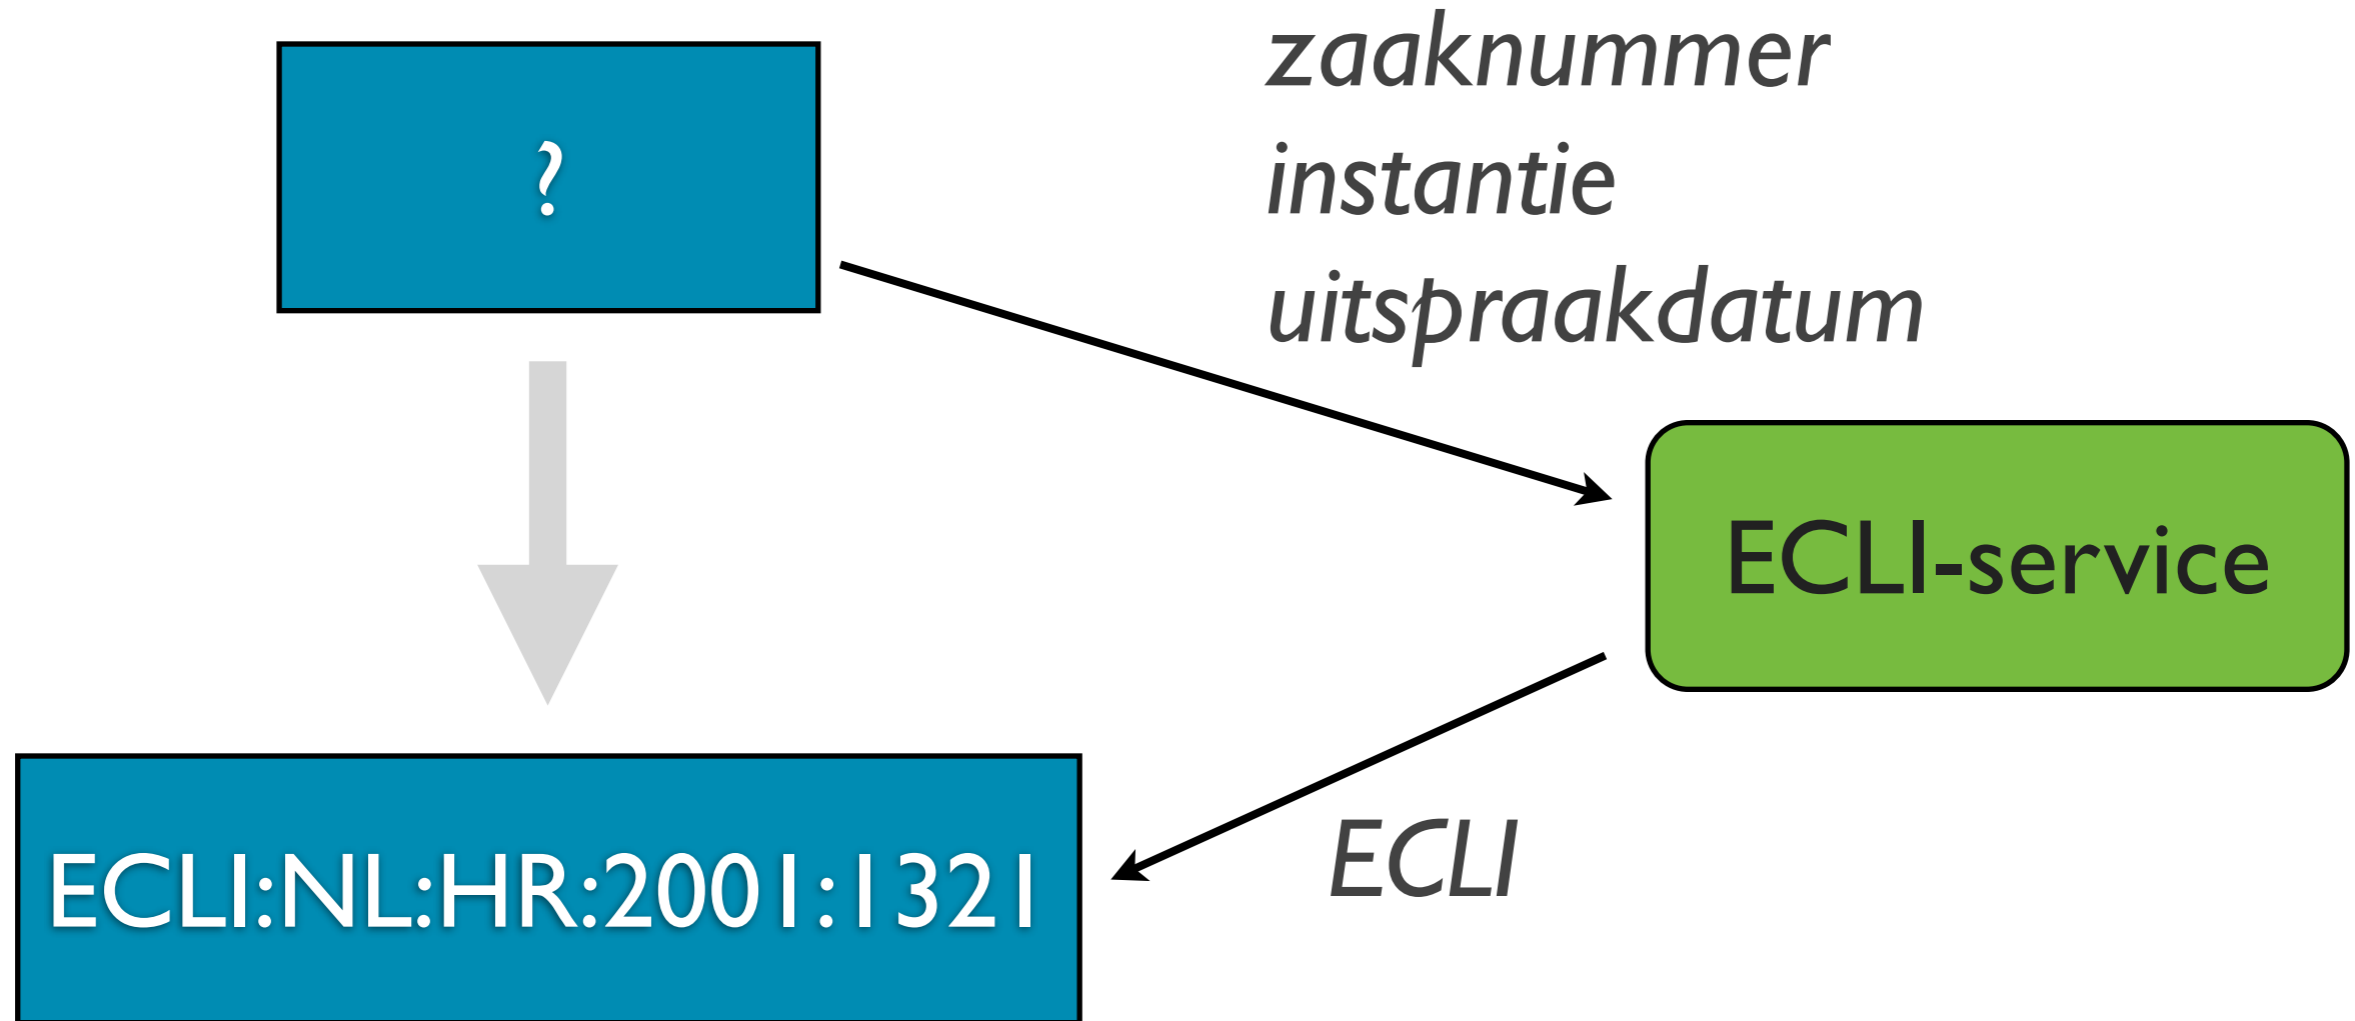 ?
zaaknummer
instantie
uitspraakdatum
ECLI-service
ECLI
ECLI:NL:HR:2001:1321